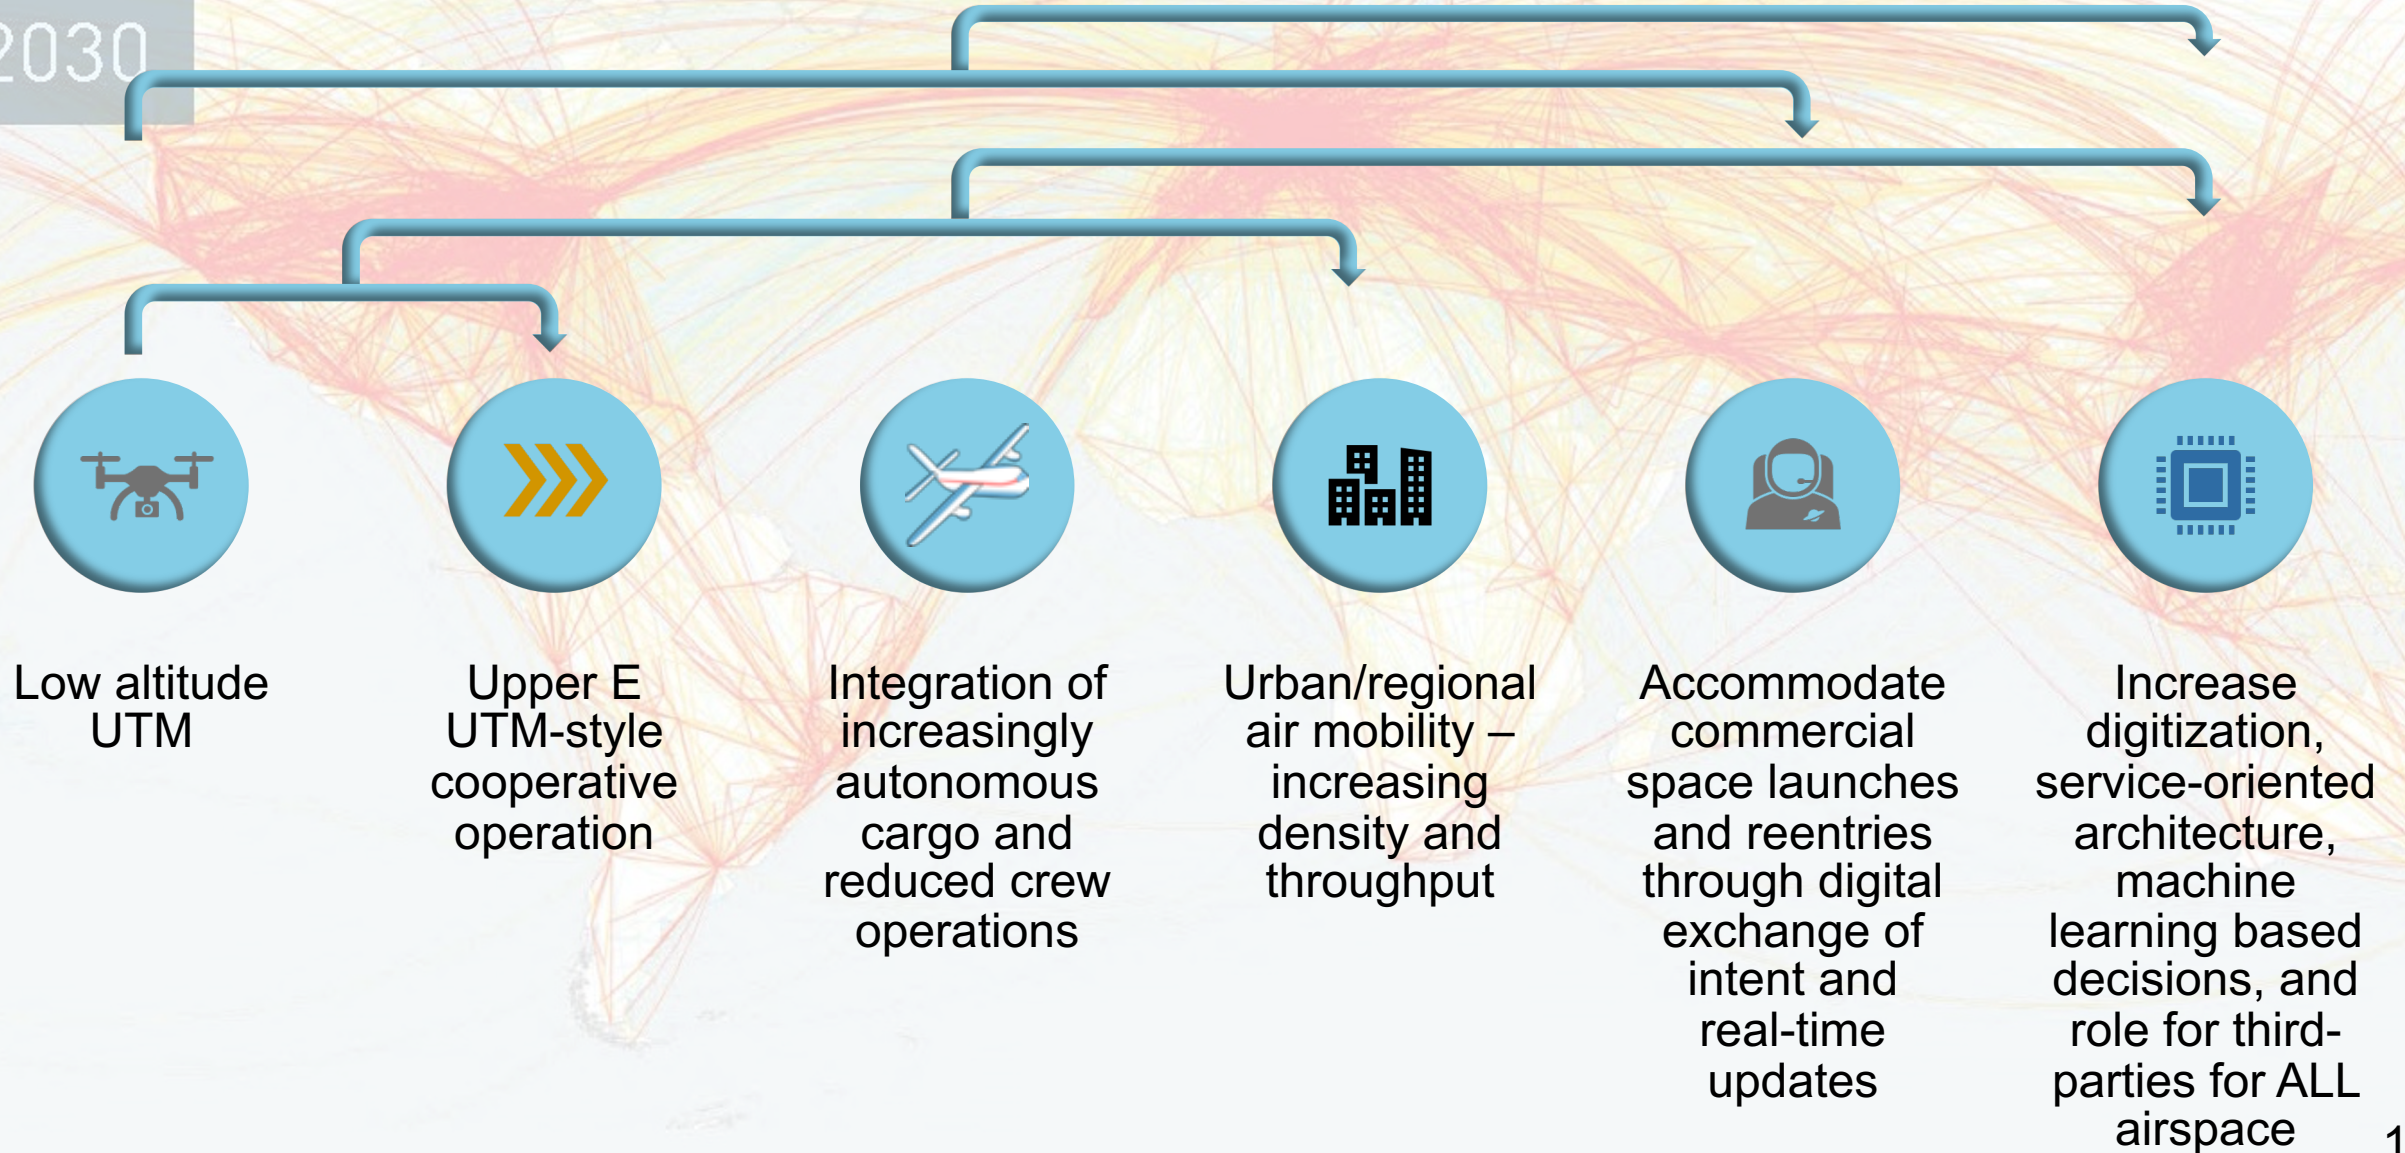 2030
Low altitude
UTM
Upper E
UTM-style
cooperative
operation
Integration of
increasingly
autonomous
cargo and
reduced crew
operations
Urban/regional
air mobility –
increasing
density and
throughput
Accommodate
commercial
space launches
and reentries
through digital
exchange of
intent and
real-time
updates
Increase
digitization,
service-oriented
architecture,
machine
learning based
decisions, and
role for third-
parties for ALL
airspace
1